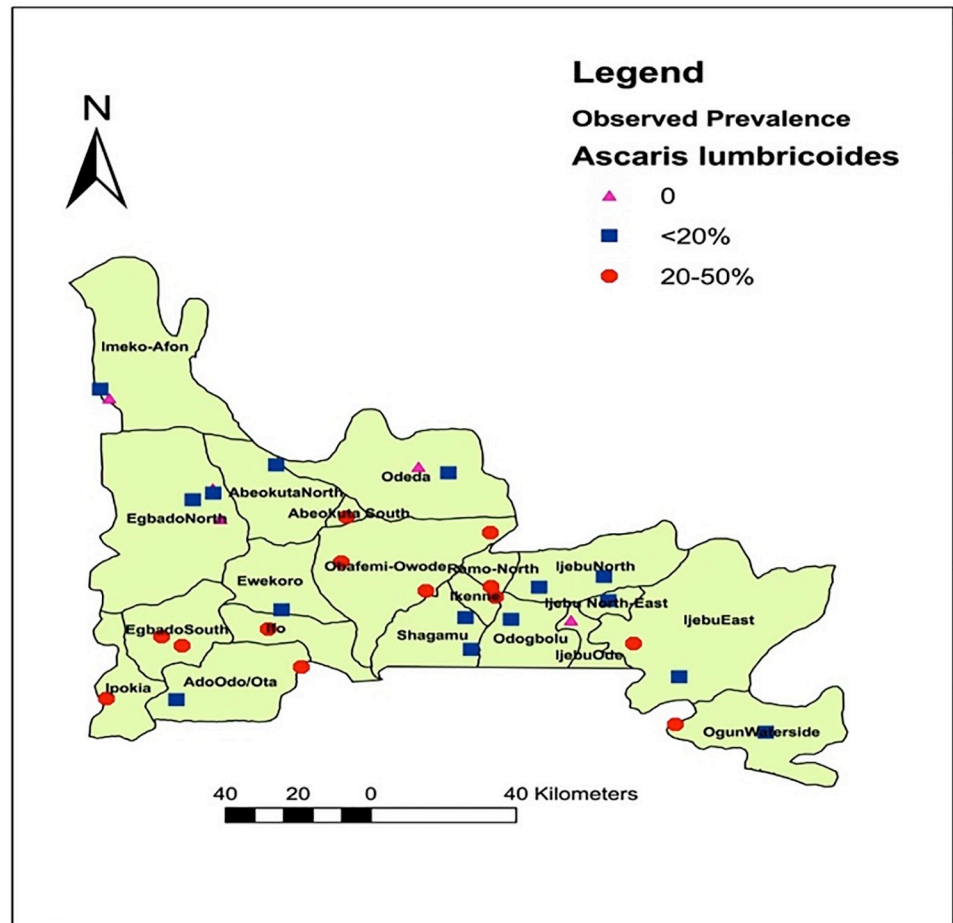 Legend
N
Observed Prevalence
Ascaris lumbricoides
0
<20%
20-50%
Imeko-Afon
Odeda
AbeokutaNorth
Abeokuta South
EgbadoNorth
Obafemi-Owode
Remo-North
IjebuNorth
Ewekoro
Ikenne
Ijebu North-East
IjebuEast
EgbadoSouth
Ifo
Shagamu
Odogbolu
IjebuOde
Ipokia
AdoOdo/Ota
OgunWaterside
40 20 0 40 Kilometers